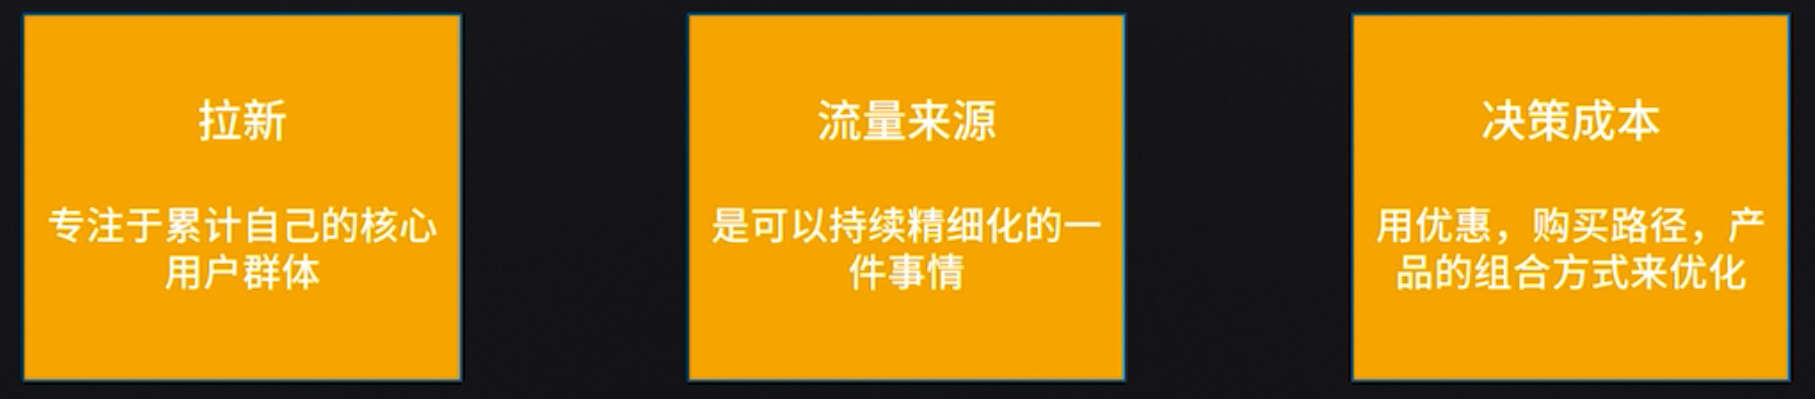 拉新
专注于累计自己的核心
用户群体
流量来源
是可以持续精细化的一
件事情
决策成本
用优惠，购买路径，产
品的组合方式来优化